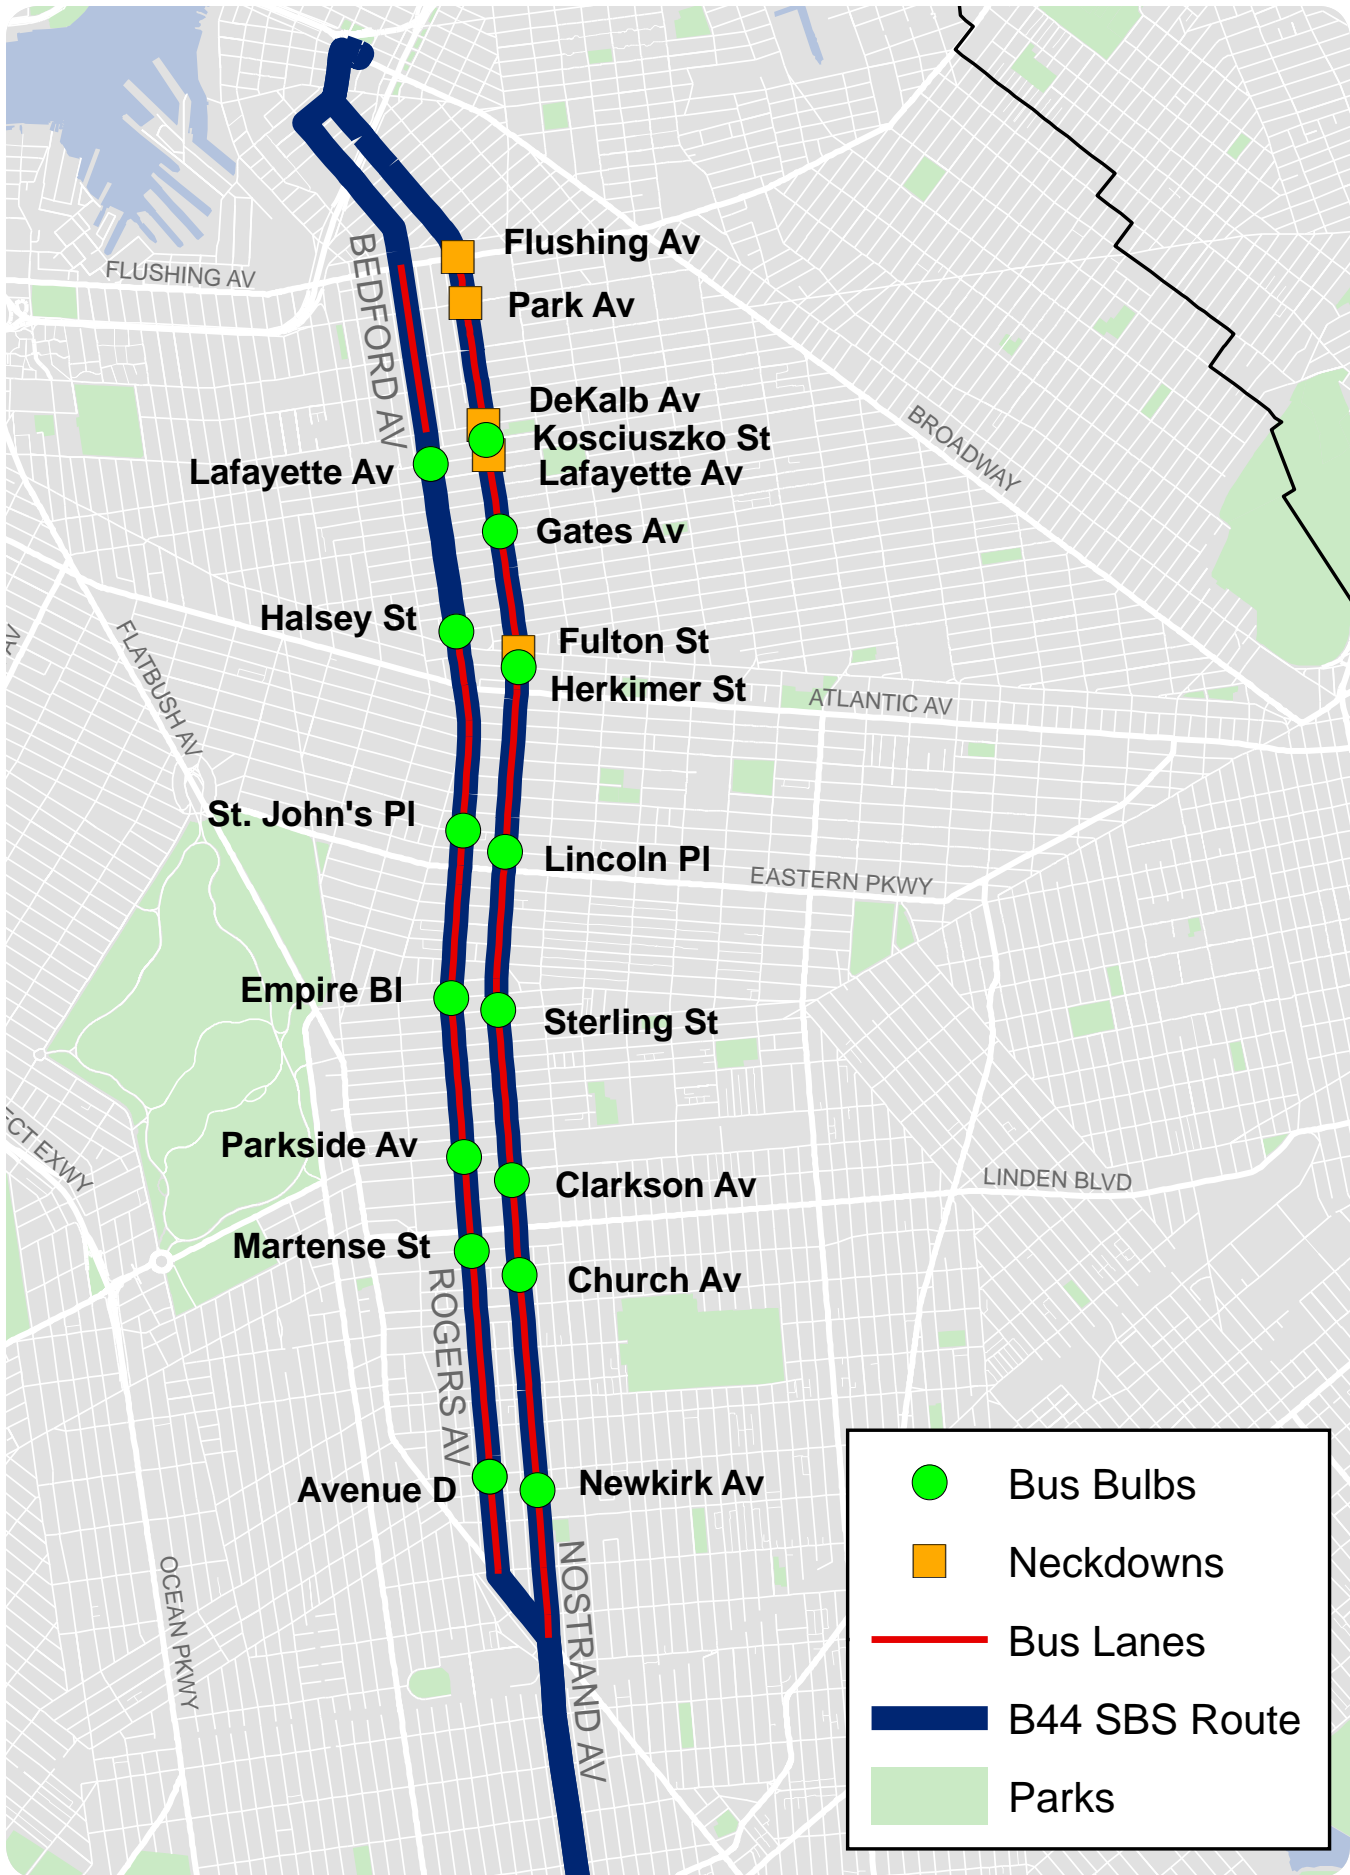 Flushing Av
FLUSHING AV
BEDFORD AV
Park Av
DeKalb Av
Kosciuszko St
Lafayette Av
Lafayette Av
BROADWAY
Gates Av
Halsey St
FLATBUSH AV
Fulton St
Herkimer St
ATLANTIC AV
St. John's Pl
Lincoln Pl
EASTERN PKWY
Empire Bl
Sterling St
ECT EXWY
Parkside Av
Clarkson Av
LINDEN BLVD
Martense St
Church Av
ROGERS AV
Avenue D
Newkirk Av
OCEAN PKWY
NOSTRAND AV
Bus Bulbs
Neckdowns
Bus Lanes
B44 SBS Route
Parks